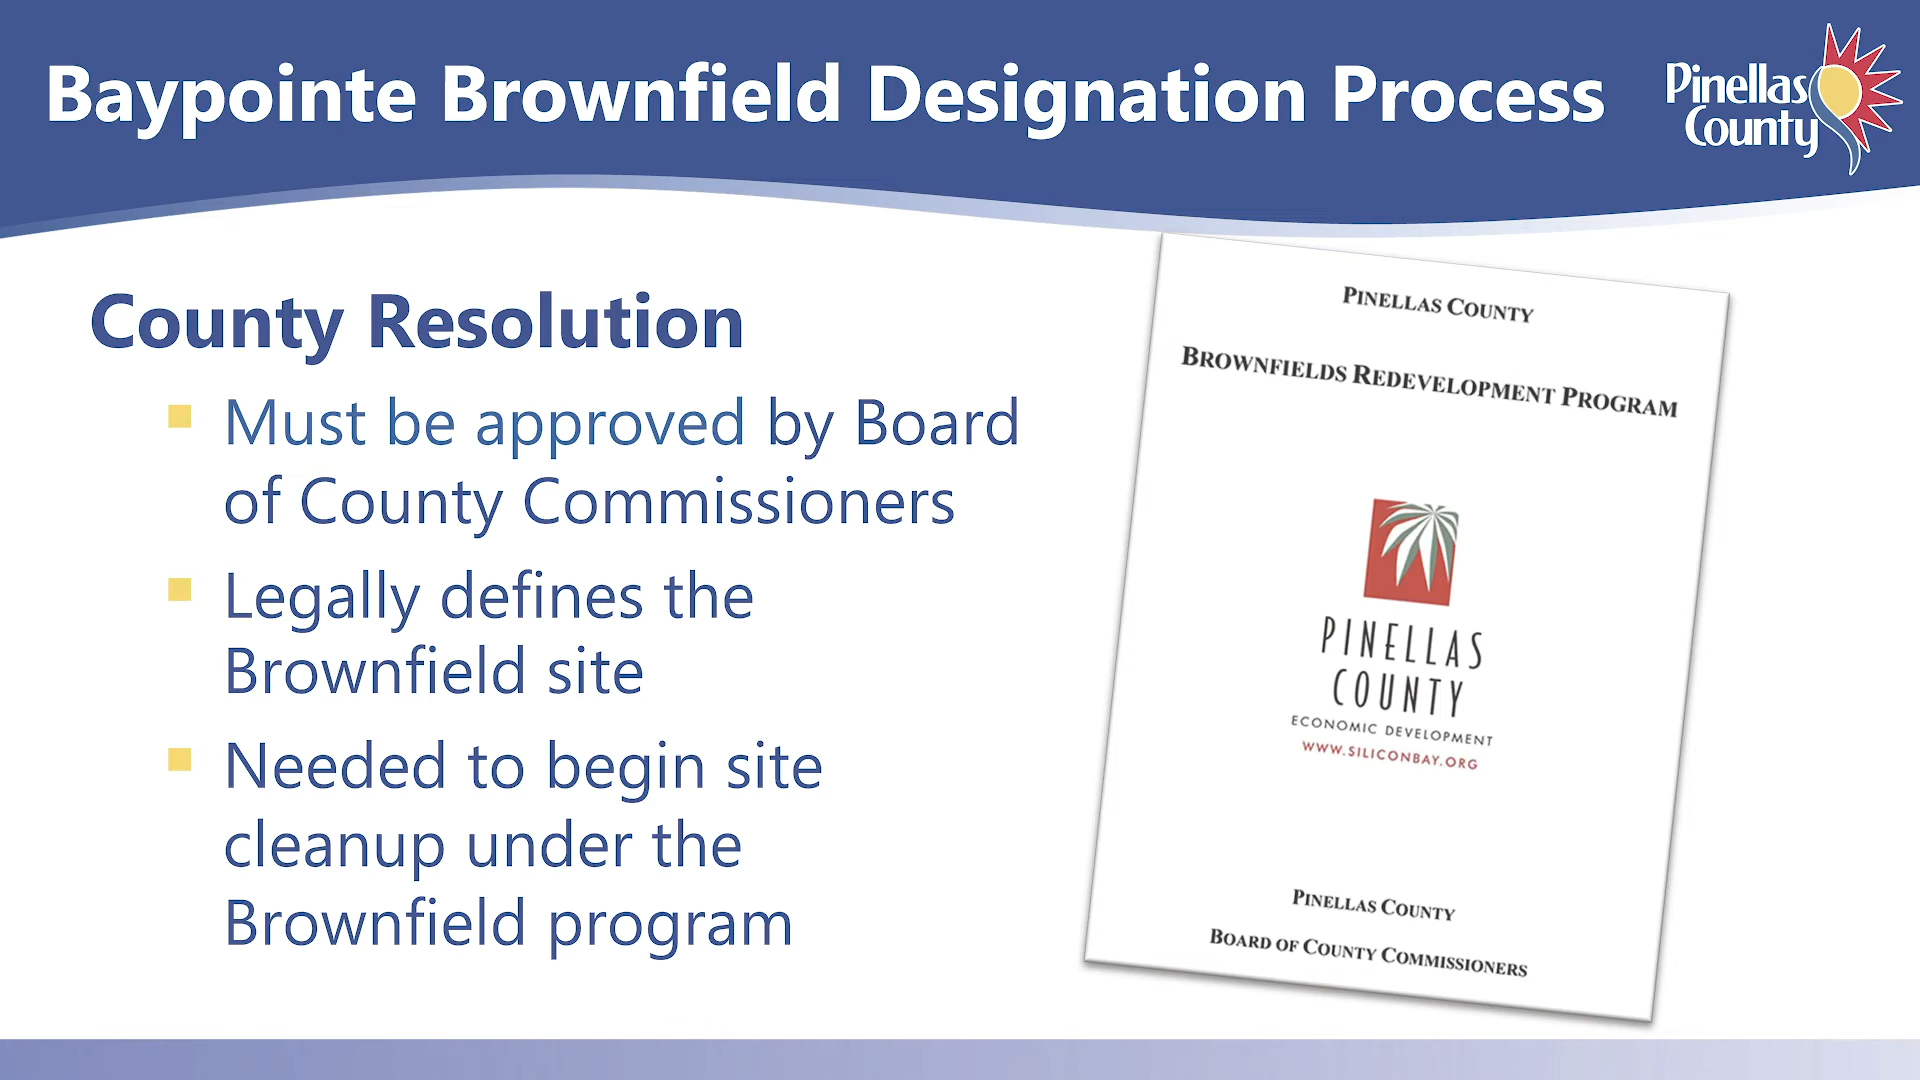 Baypointe Brownfield Designation Process
Pinellas
County
County Resolution
Must be approved by Board
of County Commissioners
Legally defines the
Brownfield site
Needed to begin site
cleanup under the
Brownfield program
PINELLAS COUNTY
BROWNFIELDS REDEVELOPMENT PROGRAM
PINELLAS
COUNTY
ECONOMIC DEVELOPMENT
WWW.SILICONBAY.ORG
PINELLAS COUNTY
BOARD OF COUNTY COMMISSIONERS